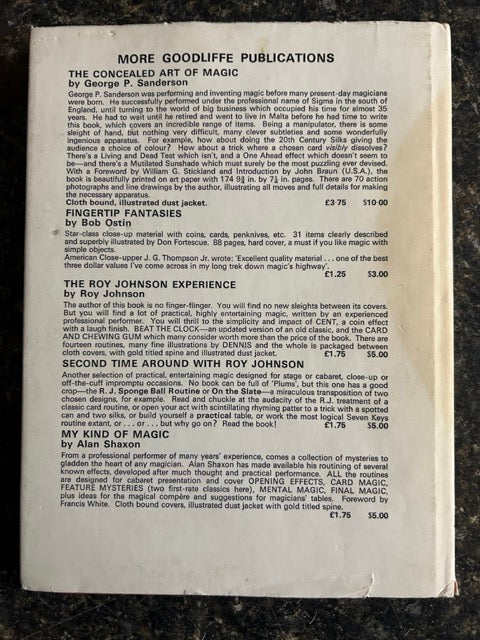 MORE GOODLIFFE PUBLICATIONS
THE CONCEALED ART OF MAGIC
by George P. Sanderson
George P. Sanderson was performing and inventing magic before many present-day magicians
were born. He successfully performed under the professional name of Sigma in the south of
England, until turning to the world of big business which occupied his time for almost 35
years. He had to wait until he retired and went to live in Malta before he had time to write
this book, which covers an incredible range of items. Being a manipulator, there is some
sleight of hand, but nothing very difficult, many clever subtleties and some wonderfully
ingenious apparatus. For example, how about doing the 20th Century Silks giving the
audience a choice of colour? How about a trick where a chosen card visibly dissolves?
There's a Living and Dead Test which isn't, and a One Ahead effect which doesn't seem to
be—and there's a Mutilated Sunshade which must surely be the most puzzling ever devised.
With a Foreword by William G. Stickland and Introduction by John Braun (U.S.A.), the
book is beautifully printed on art paper with 174 9¾ in. by 7¼ in. pages. There are 70 action
photographs and line drawings by the author, illustrating all moves and full details for making
the necessary apparatus.
Cloth bound, illustrated dust jacket. £3·75 $10·00
FINGERTIP FANTASIES
by Bob Ostin
Star-class close-up material with coins, cards, penknives, etc. 31 items clearly described
and superbly illustrated by Don Fortescue. 88 pages, hard cover, a must if you like magic with
simple objects.
American Close-upper J. G. Thompson Jr. wrote: 'Excellent quality material . . . one of the best
three dollar values I've come across in my long trek down magic's highway'.
£1.25 $3.00
THE ROY JOHNSON EXPERIENCE
by Roy Johnson
The author of this book is no finger-flinger. You will find no new sleights between its covers.
But you will find a lot of practical, highly entertaining magic, written by an experienced
professional performer. You will thrill to the simplicity and impact of CENT, a coin effect
with a laugh finish. BEAT THE CLOCK—an updated version of an old classic, and the CARD
AND CHEWING GUM which many consider worth more than the price of the book. There are
fourteen routines, many fine illustrations by DENNIS and the whole is packaged between
cloth covers, with gold titled spine and illustrated dust jacket. £1.75 $5.00
SECOND TIME AROUND WITH ROY JOHNSON
Another selection of practical, entertaining magic designed for stage or cabaret, close-up or
off-the-cuff impromptu occasions. No book can be full of 'Plums', but this one has a good
crop—the R. J. Sponge Ball Routine or On the Slate—a miraculous transposition of two
chosen designs, for example. Read and chuckle at the audacity of the R.J. treatment of a
classic card routine, or open your act with scintillating rhyming patter to a trick with a spotted
can and two silks, or build yourself a practical table, or work the most logical Seven Keys
routine extant, or . . . or . . . but why go on? Read the book! £1.75 $5.00
MY KIND OF MAGIC
by Alan Shaxon
From a professional performer of many years' experience, comes a collection of mysteries to
gladden the heart of any magician. Alan Shaxon has made available his routining of several
known effects, developed after much thought and practical performance. ALL the routines
are designed for cabaret presentation and cover OPENING EFFECTS, CARD MAGIC,
FEATURE MYSTERIES (two first-rate classics here), MENTAL MAGIC, FINAL MAGIC,
plus ideas for the magical compère and suggestions for magicians' tables. Foreword by
Francis White. Cloth bound covers, illustrated dust jacket with gold titled spine.
£1.75 $5.00